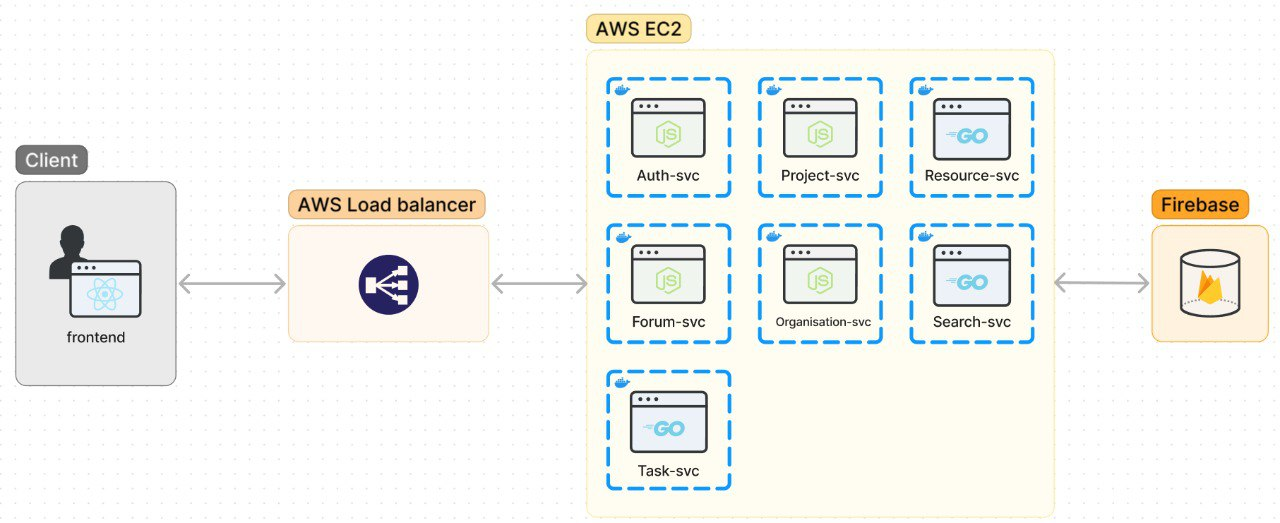 AWS EC2
Client
AWS Load balancer
Firebase
frontend
JS
Auth-svc
JS
Project-svc
GO
Resource-svc
JS
Forum-svc
JS
Organisation-svc
GO
Search-svc
GO
Task-svc